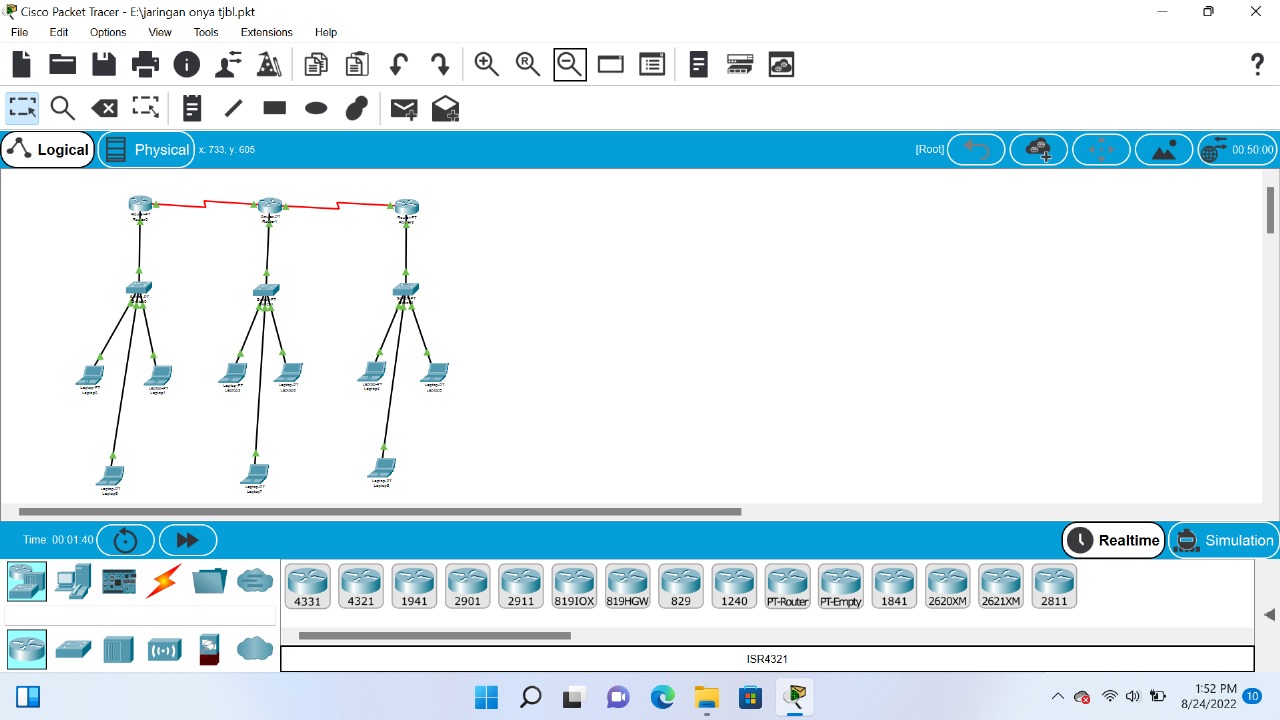 Cisco Packet Tracer - E:\jaringan onya tjbl.pkt
File Edit Options View Tools Extensions Help
Logical Physical x: 733, y: 605 [Root] 00:50:00
Time: 00:01:40 Realtime Simulation
4331 4321 1941 2901 2911 819IOX 819HGW 829 1240 PT-Router PT-Empty 1841 2620XM 2621XM 2811
ISR4321
1:52 PM
8/24/2022
10